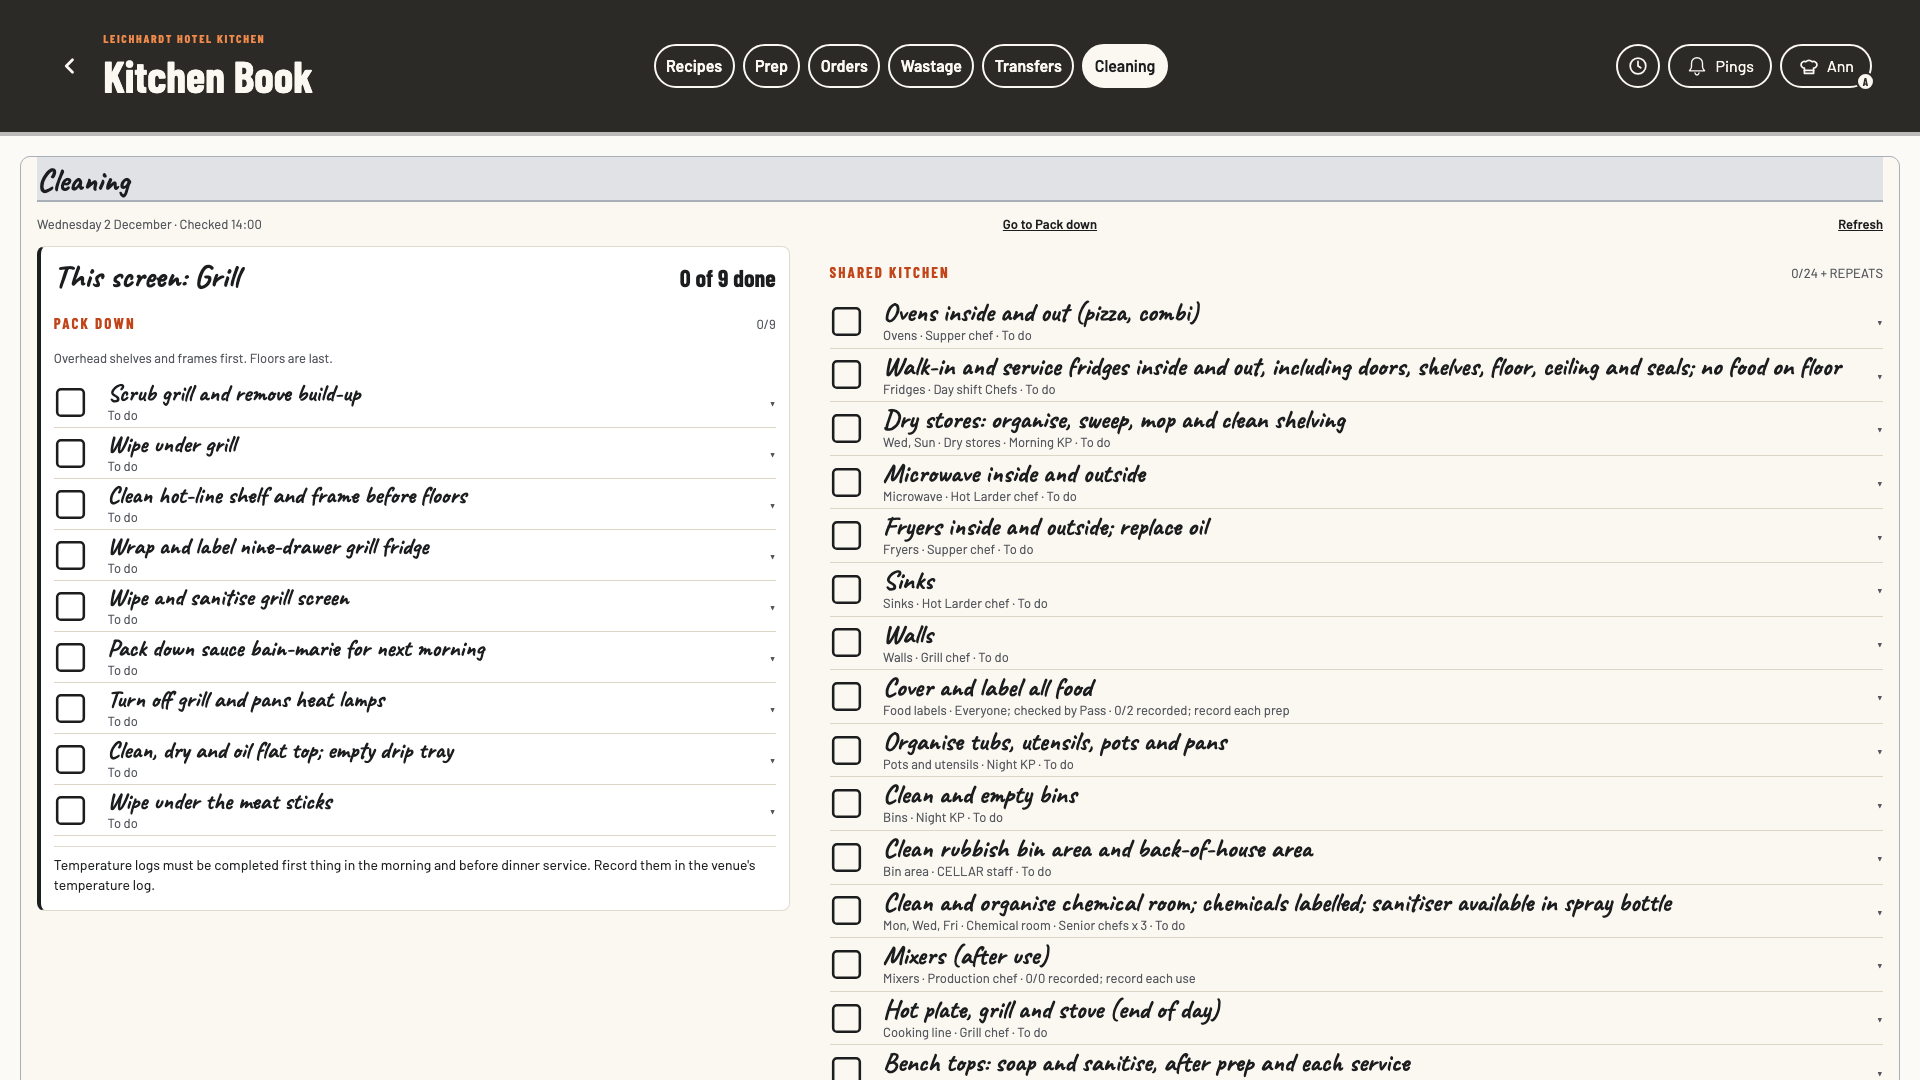 LEICHHARDT HOTEL KITCHEN
Kitchen Book
Recipes
Prep
Orders
Wastage
Transfers
Cleaning
Pings
Ann
A
Cleaning
Wednesday 2 December · Checked 14:00
Go to Pack down
Refresh
This screen: Grill
0 of 9 done
PACK DOWN
0/9
Overhead shelves and frames first. Floors are last.
Scrub grill and remove build-up
To do
Wipe under grill
To do
Clean hot-line shelf and frame before floors
To do
Wrap and label nine-drawer grill fridge
To do
Wipe and sanitise grill screen
To do
Pack down sauce bain-marie for next morning
To do
Turn off grill and pans heat lamps
To do
Clean, dry and oil flat top; empty drip tray
To do
Wipe under the meat sticks
To do
Temperature logs must be completed first thing in the morning and before dinner service. Record them in the venue's
temperature log.
SHARED KITCHEN
0/24 + REPEATS
Ovens inside and out (pizza, combi)
Ovens · Supper chef · To do
Walk-in and service fridges inside and out, including doors, shelves, floor, ceiling and seals; no food on floor
Fridges · Day shift Chefs · To do
Dry stores: organise, sweep, mop and clean shelving
Wed, Sun · Dry stores · Morning KP · To do
Microwave inside and outside
Microwave · Hot Larder chef · To do
Fryers inside and outside; replace oil
Fryers · Supper chef · To do
Sinks
Sinks · Hot Larder chef · To do
Walls
Walls · Grill chef · To do
Cover and label all food
Food labels · Everyone; checked by Pass · 0/2 recorded; record each prep
Organise tubs, utensils, pots and pans
Pots and utensils · Night KP · To do
Clean and empty bins
Bins · Night KP · To do
Clean rubbish bin area and back-of-house area
Bin area · CELLAR staff · To do
Clean and organise chemical room; chemicals labelled; sanitiser available in spray bottle
Mon, Wed, Fri · Chemical room · Senior chefs x 3 · To do
Mixers (after use)
Mixers · Production chef · 0/0 recorded; record each use
Hot plate, grill and stove (end of day)
Cooking line · Grill chef · To do
Bench tops: soap and sanitise, after prep and each service